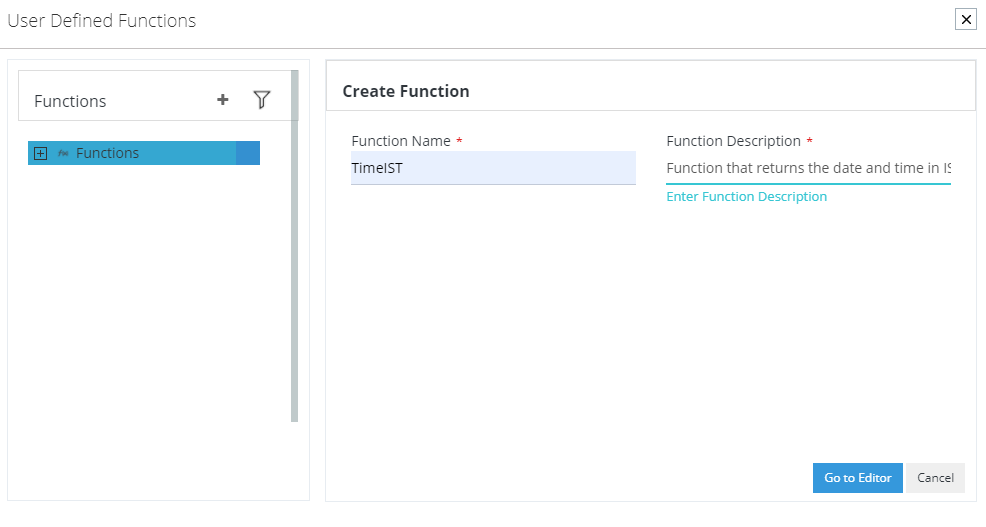 User Defined Functions
Functions
Functions
Create Function
Function Name *
TimeIST
Function Description *
Function that returns the date and time in IS
Enter Function Description
Go to Editor
Cancel